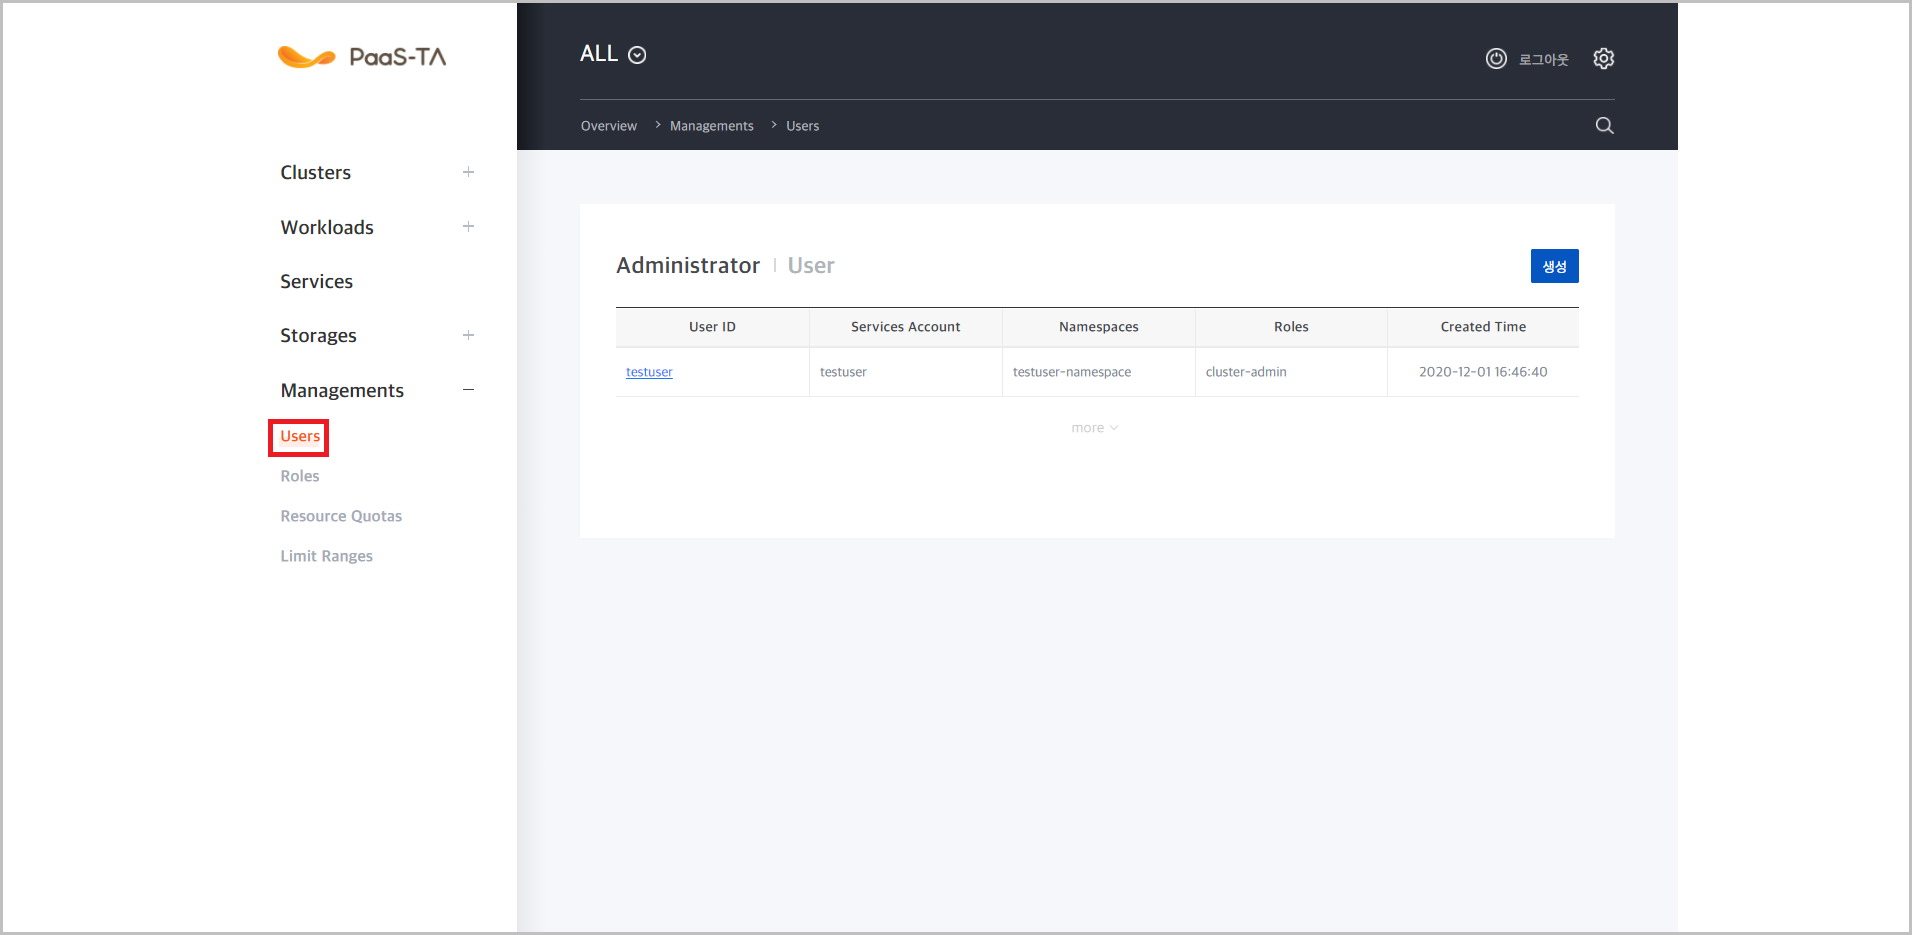 PaaS-TA
ALL
로그아웃
Overview > Managements > Users
Clusters
Workloads
Services
Storages
Managements
Users
Roles
Resource Quotas
Limit Ranges
Administrator | User
생성
User ID Services Account Namespaces Roles Created Time
testuser testuser testuser-namespace cluster-admin 2020-12-01 16:46:40
more